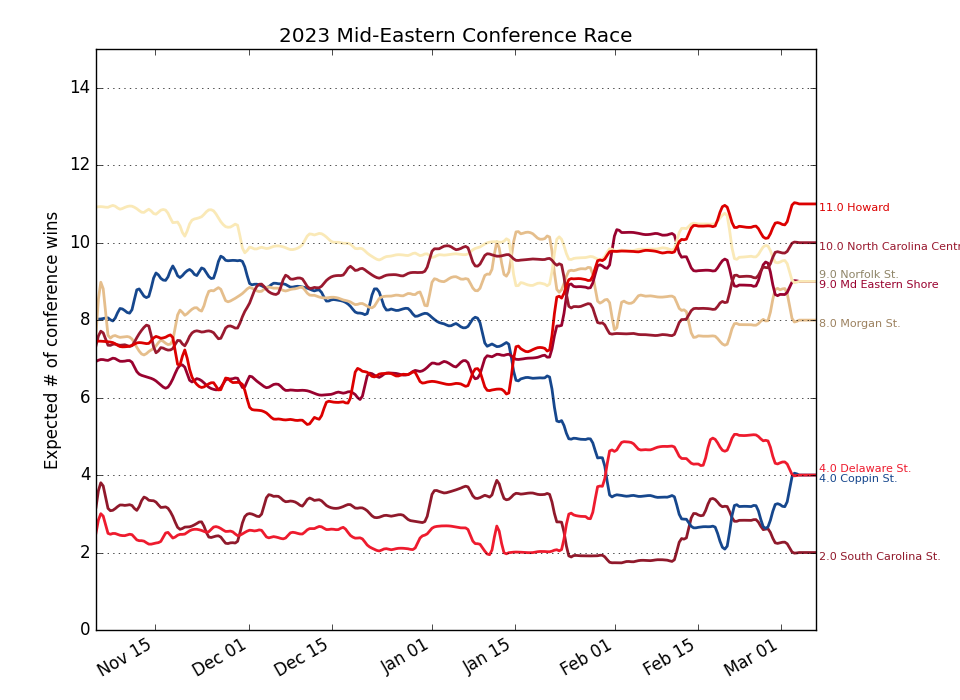 2023 Mid-Eastern Conference Race
Expected # of conference wins
14
12
10
8
6
4
2
0
Nov 15
Dec 01
Dec 15
Jan 01
Jan 15
Feb 01
Feb 15
Mar 01
11.0 Howard
10.0 North Carolina Centr
9.0 Norfolk St.
9.0 Md Eastern Shore
8.0 Morgan St.
4.0 Delaware St.
4.0 Coppin St.
2.0 South Carolina St.